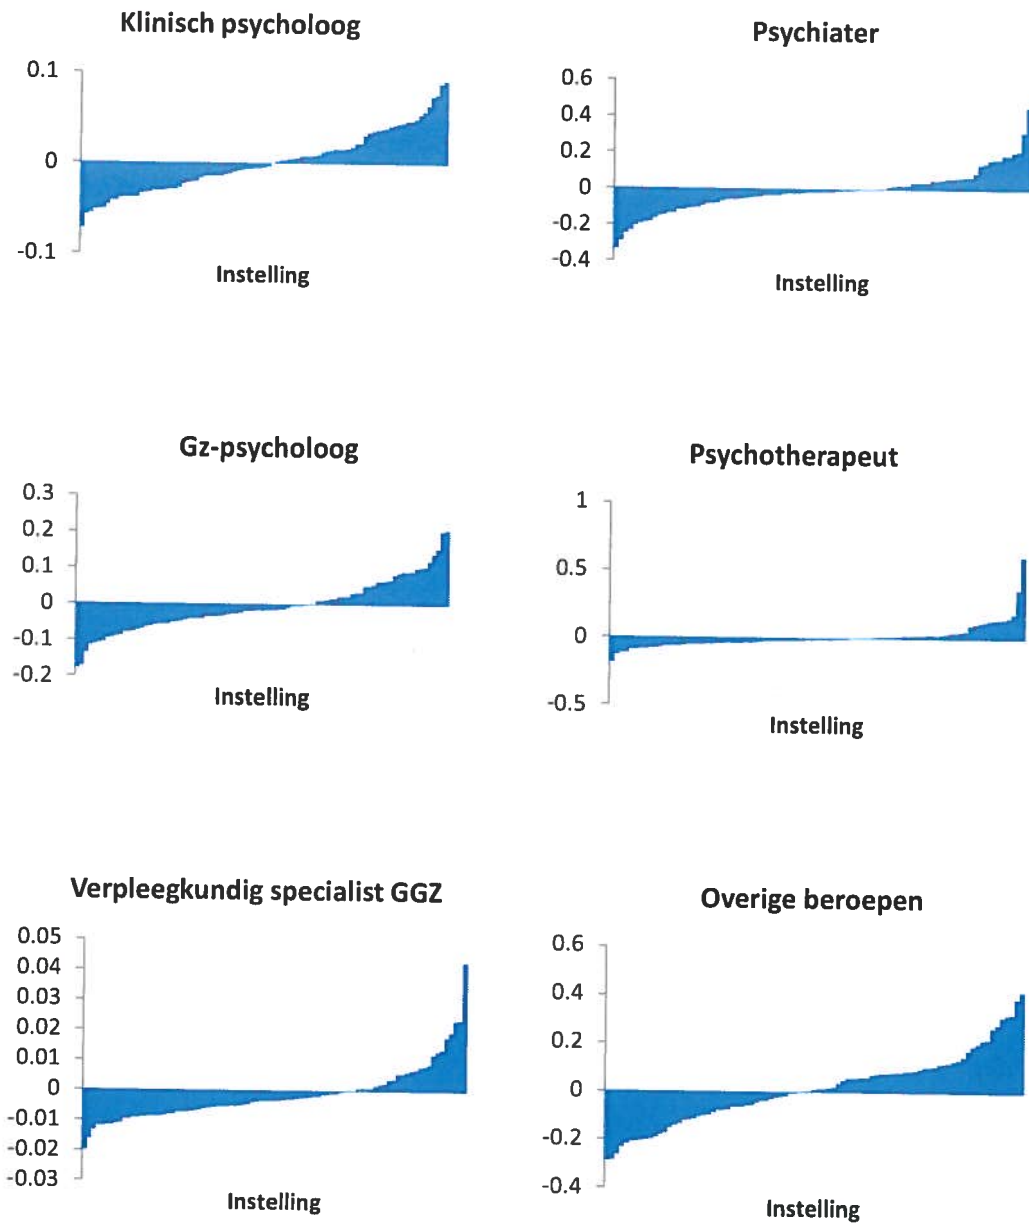 Klinisch psycholoog
0.1
0
-0.1
Instelling
Psychiater
0.6
0.4
0.2
0
-0.2
-0.4
Instelling
Gz-psycholoog
0.3
0.2
0.1
0
-0.1
-0.2
Instelling
Psychotherapeut
1
0.5
0
-0.5
Instelling
Verpleegkundig specialist GGZ
0.05
0.04
0.03
0.02
0.01
0
-0.01
-0.02
-0.03
Instelling
Overige beroepen
0.6
0.4
0.2
0
-0.2
-0.4
Instelling